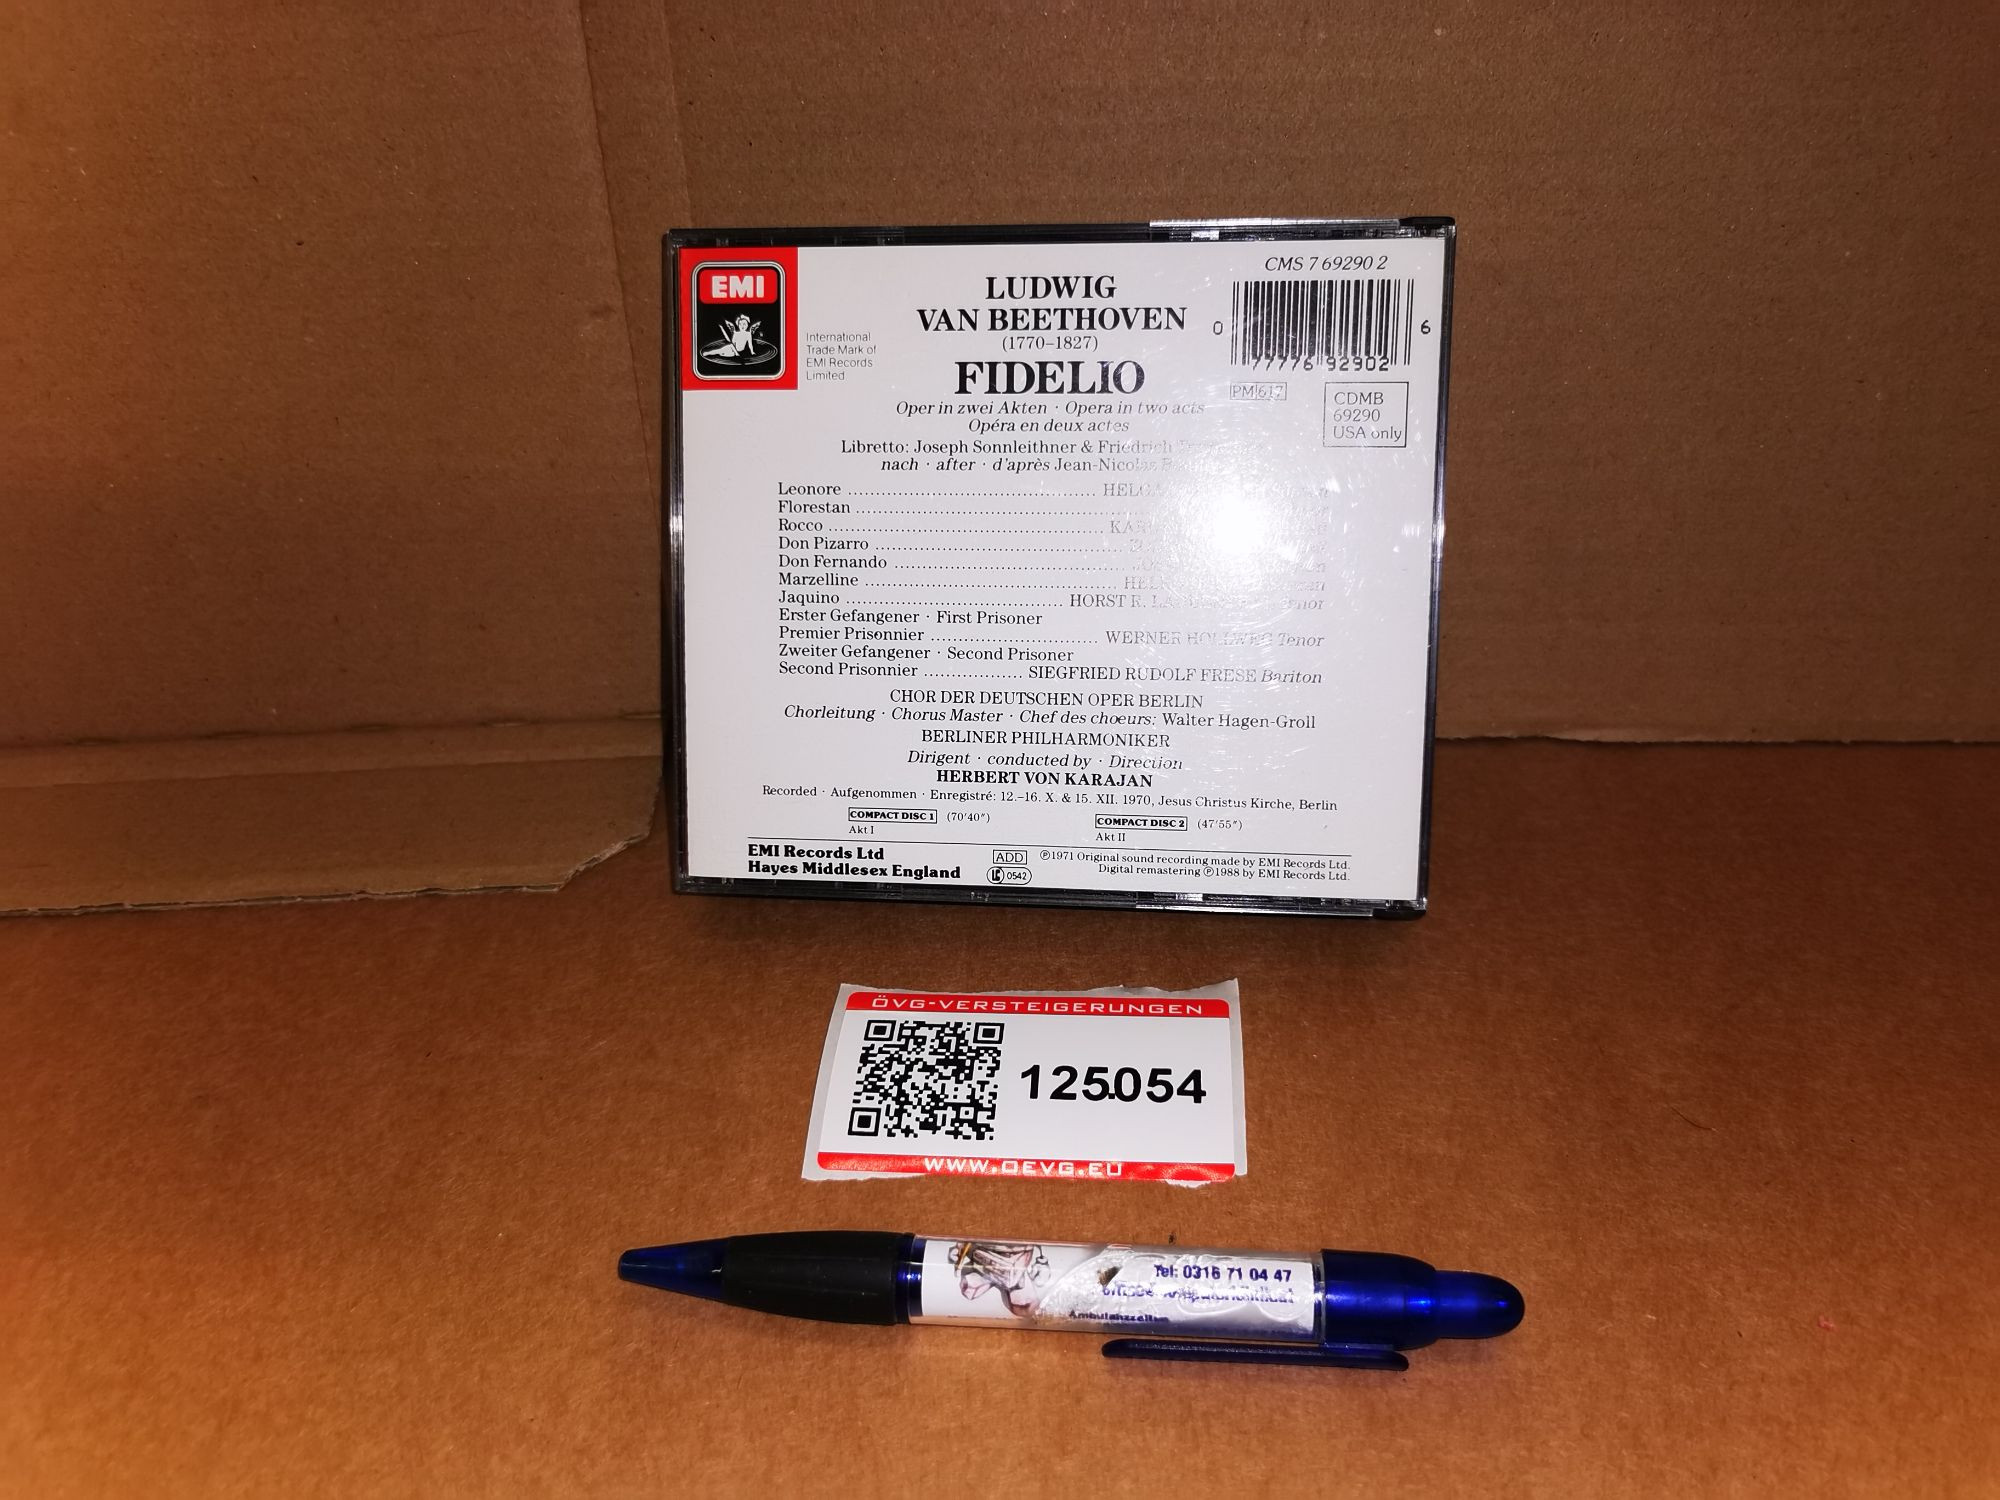 EMI
International
Trade Mark of
EMI Records
Limited
LUDWIG
VAN BEETHOVEN
(1770–1827)
FIDELIO
Oper in zwei Akten · Opera in two acts
Opéra en deux actes
Libretto: Joseph Sonnleithner & Friedrich
nach · after · d'après Jean-Nicolas
CMS 7 69290 2
0 77776 92902 6
PM 617
CDMB
69290
USA only
Leonore .......... HELGA
Florestan ..........
Rocco ..........
Don Pizarro ..........
Don Fernando ..........
Marzelline ..........
Jaquino .......... HORST R.
Erster Gefangener · First Prisoner
Premier Prisonnier .......... WERNER HOLLWEG Tenor
Zweiter Gefangener · Second Prisoner
Second Prisonnier .......... SIEGFRIED RUDOLF FRESE Bariton
CHOR DER DEUTSCHEN OPER BERLIN
Chorleitung · Chorus Master · Chef des choeurs: Walter Hagen-Groll
BERLINER PHILHARMONIKER
Dirigent · conducted by · Direction
HERBERT VON KARAJAN
Recorded · Aufgenommen · Enregistré: 12.–16. X. & 15. XII. 1970, Jesus Christus Kirche, Berlin
COMPACT DISC 1 (70'40")
Akt I
COMPACT DISC 2 (47'55")
Akt II
EMI Records Ltd
Hayes Middlesex England
ADD
LC 0542
℗1971 Original sound recording made by EMI Records Ltd.
Digital remastering ℗1988 by EMI Records Ltd.
ÖVG-VERSTEIGERUNGEN
125.054
WWW.OEVG.EU
Tel: 0316 71 04 47
Ambulanzzeiten